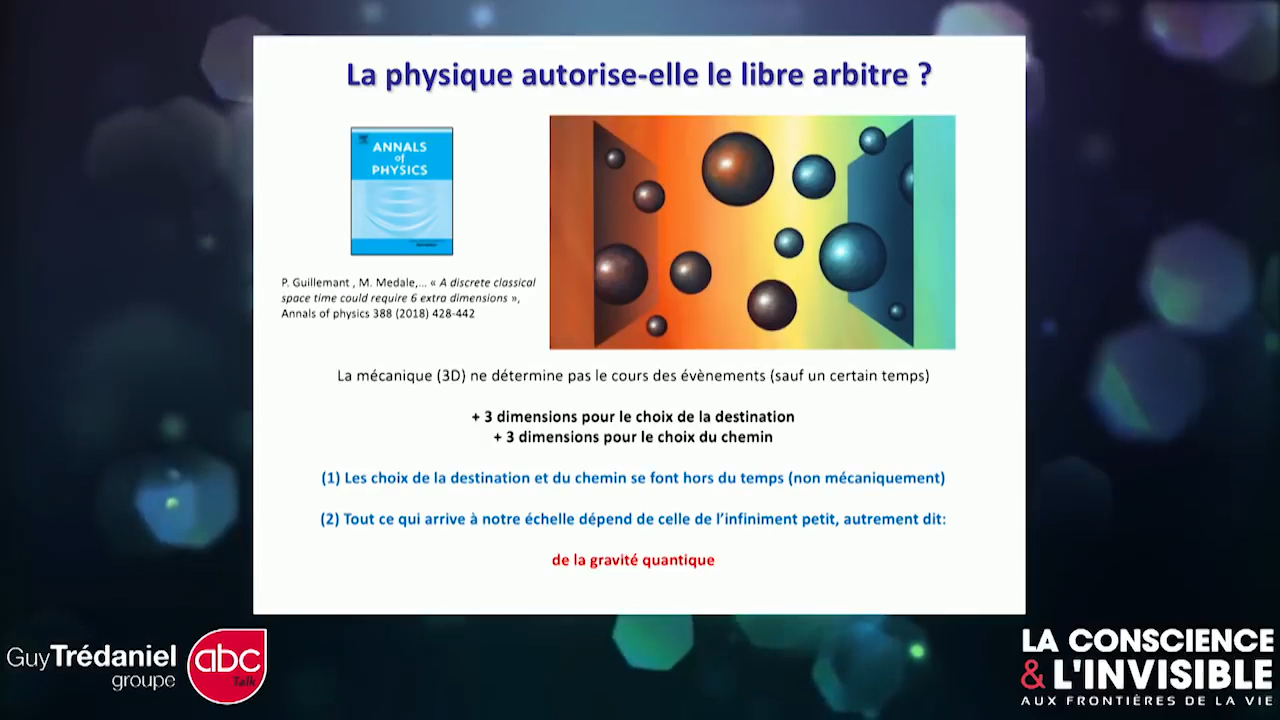 La physique autorise-elle le libre arbitre ?
ANNALS
of
PHYSICS
P. Guillemant , M. Medale,... « A discrete classical
space time could require 6 extra dimensions »,
Annals of physics 388 (2018) 428-442
La mécanique (3D) ne détermine pas le cours des évènements (sauf un certain temps)
+ 3 dimensions pour le choix de la destination
+ 3 dimensions pour le choix du chemin
(1) Les choix de la destination et du chemin se font hors du temps (non mécaniquement)
(2) Tout ce qui arrive à notre échelle dépend de celle de l’infiniment petit, autrement dit:
de la gravité quantique
Guy Trédaniel
groupe
abc
Talk
LA CONSCIENCE
& L'INVISIBLE
AUX FRONTIÈRES DE LA VIE